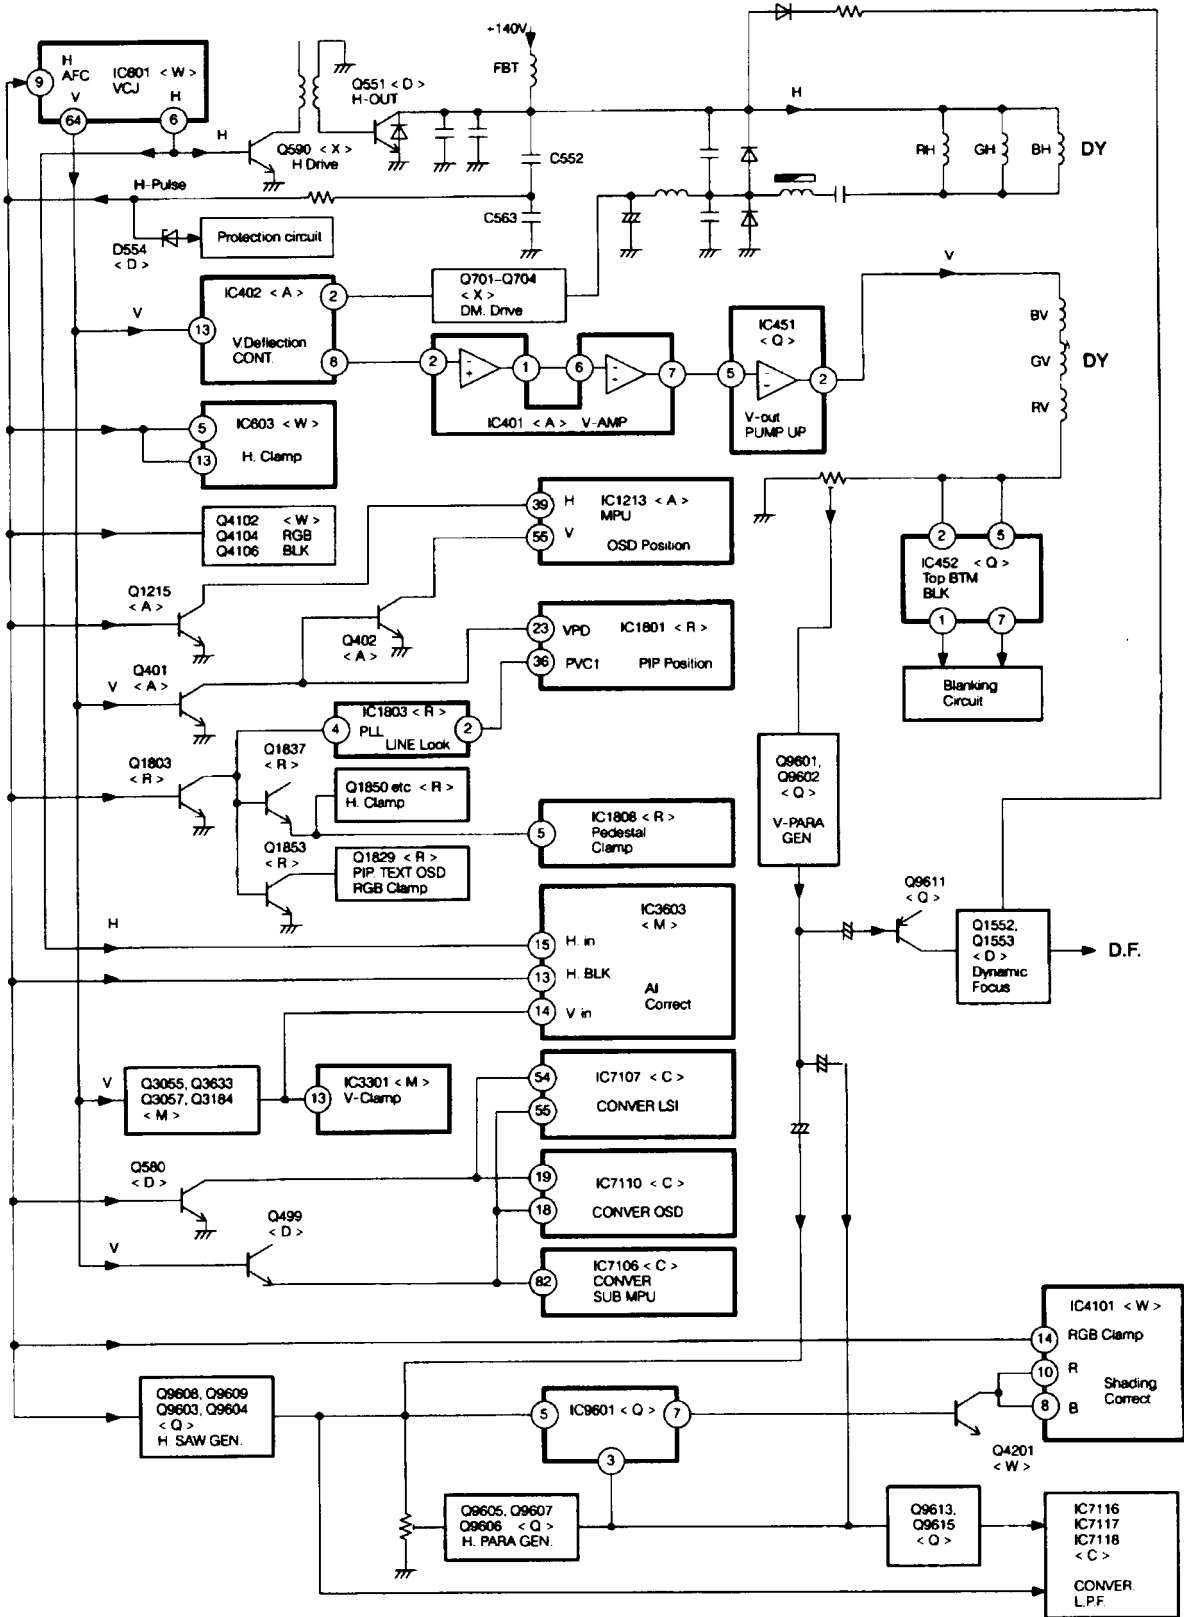 +140V
FBT
H
AFC
IC801 < W >
VCJ
V
H
9
64
6
Q551 < D >
H-OUT
H
Q590 < X >
H Drive
C552
H
RH
GH
BH
DY
H-Pulse
C563
D554
< D >
Protection circuit
IC402 < A >
2
13
V Deflection
CONT.
8
V
Q701-Q704
< X >
DM. Drive
2
1
6
7
IC401 < A > V-AMP
IC451
< Q >
5
2
V-out
PUMP UP
V
BV
GV
RV
DY
5
13
IC603 < W >
H. Clamp
Q4102 < W >
Q4104 RGB
Q4106 BLK
39
H
IC1213 < A >
MPU
55
V
OSD Position
2
5
IC452 < Q >
Top BTM
BLK
1
7
Blanking
Circuit
Q1215
< A >
Q402
< A >
Q401
< A >
V
23
VPD
IC1801 < R >
36
PVC1
PIP Position
IC1803 < R >
4
PLL
LINE Look
2
Q1803
< R >
Q1837
< R >
Q1850 etc < R >
H. Clamp
5
IC1808 < R >
Pedestal
Clamp
Q1853
< R >
Q1829 < R >
PIP. TEXT OSD
RGB Clamp
Q9601,
Q9602
< Q >
V-PARA
GEN
Q9611
< Q >
Q1552,
Q1553
< D >
Dynamic
Focus
D.F.
H
IC3603
< M >
15
H. in
13
H. BLK
14
V in
AI
Correct
V
Q3055, Q3633
Q3057, Q3184
< M >
13
IC3301 < M >
V-Clamp
54
55
IC7107 < C >
CONVER LSI
Q580
< D >
19
18
IC7110 < C >
CONVER OSD
V
Q499
< D >
82
IC7106 < C >
CONVER
SUB MPU
IC4101 < W >
14
RGB Clamp
10
R
8
B
Shading
Correct
Q9608, Q9609
Q9603, Q9604
< Q >
H. SAW GEN.
5
IC9601 < Q >
7
3
Q4201
< W >
Q9605, Q9607
Q9606 < Q >
H. PARA GEN.
Q9613,
Q9615
< Q >
IC7116
IC7117
IC7118
< C >
CONVER.
L.P.F.